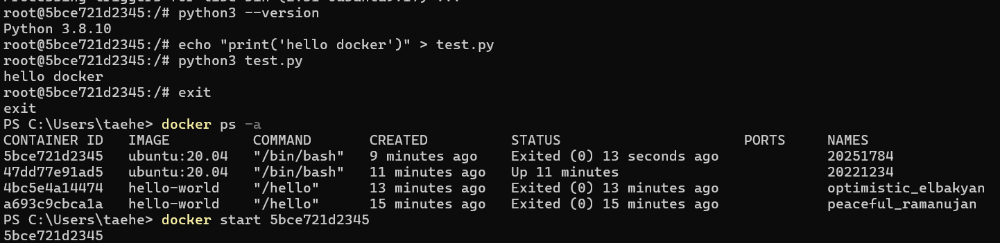 root@5bce721d2345:/# python3 --version
Python 3.8.10
root@5bce721d2345:/# echo "print('hello docker')" > test.py
root@5bce721d2345:/# python3 test.py
hello docker
root@5bce721d2345:/# exit
exit
PS C:\Users\taehe> docker ps -a
CONTAINER ID   IMAGE          COMMAND       CREATED          STATUS                      PORTS     NAMES
5bce721d2345   ubuntu:20.04   "/bin/bash"   9 minutes ago    Exited (0) 13 seconds ago             20251784
47dd77e91ad5   ubuntu:20.04   "/bin/bash"   11 minutes ago   Up 11 minutes                         20221234
4bc5e4a14474   hello-world    "/hello"      13 minutes ago   Exited (0) 13 minutes ago             optimistic_elbakyan
a693c9cbca1a   hello-world    "/hello"      15 minutes ago   Exited (0) 15 minutes ago             peaceful_ramanujan
PS C:\Users\taehe> docker start 5bce721d2345
5bce721d2345